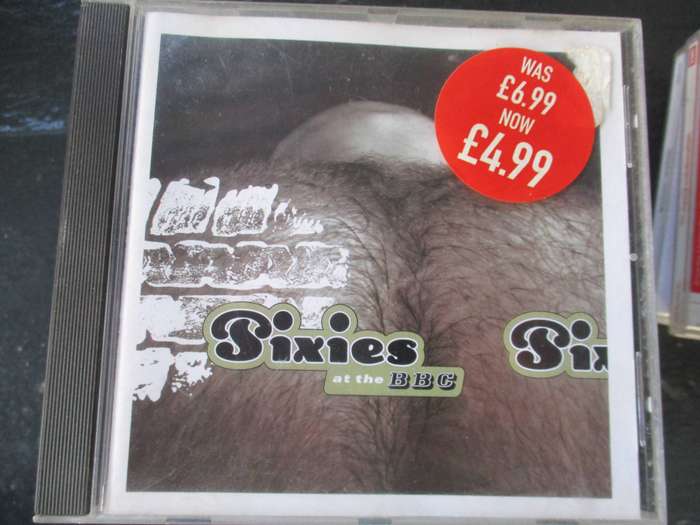 WAS
£6.99
NOW
£4.99
Pixies
at the BBC
Pix